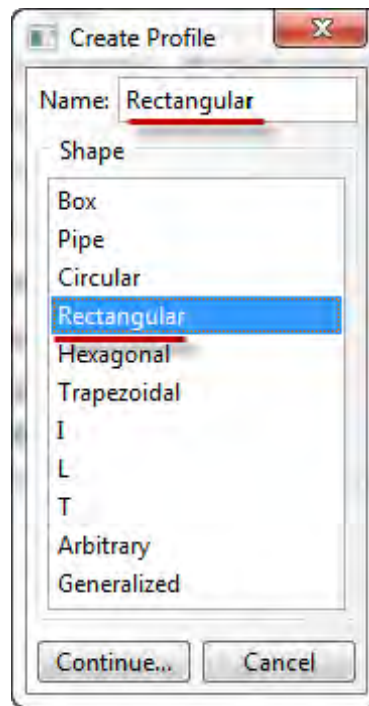 Create Profile
Name: Rectangular
Shape
Box
Pipe
Circular
Rectangular
Hexagonal
Trapezoidal
I
L
T
Arbitrary
Generalized
Continue... Cancel